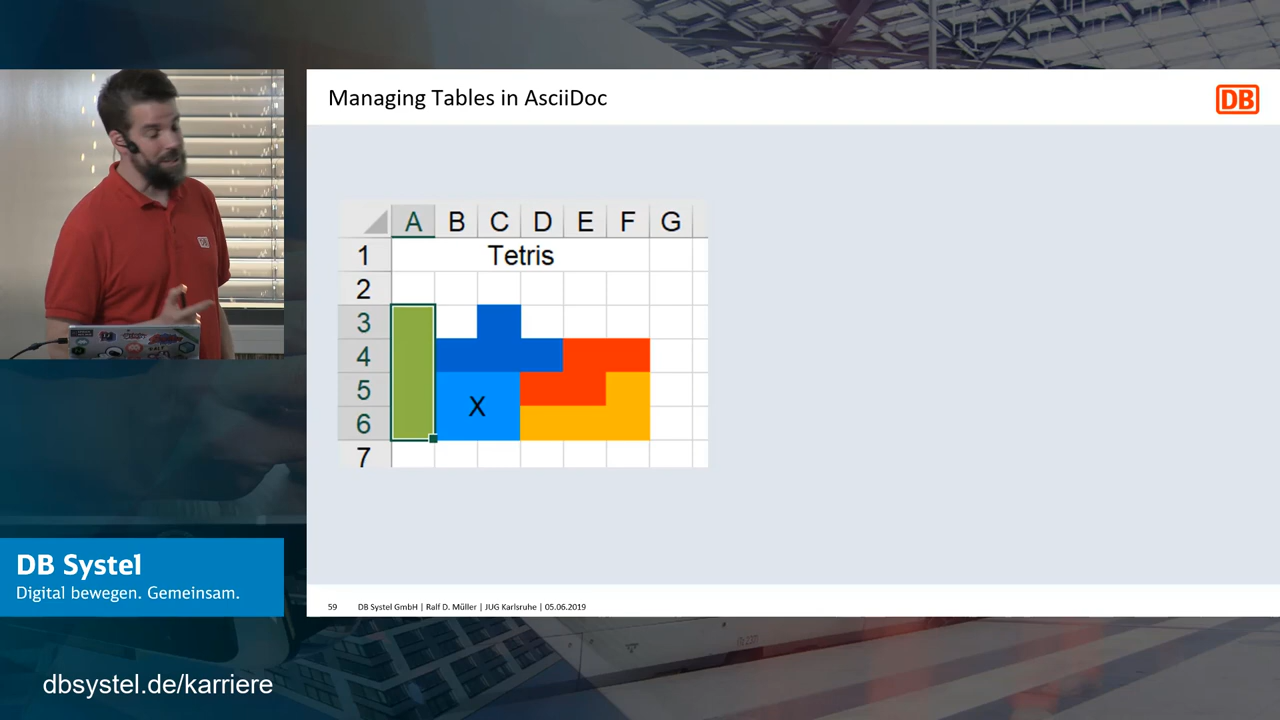 Managing Tables in AsciiDoc
DB
A B C D E F G
1 Tetris
2
3
4
5
X
6
7
DB Systel
Digital bewegen. Gemeinsam.
59 DB Systel GmbH | Ralf D. Müller | JUG Karlsruhe | 05.06.2019
dbsystel.de/karriere